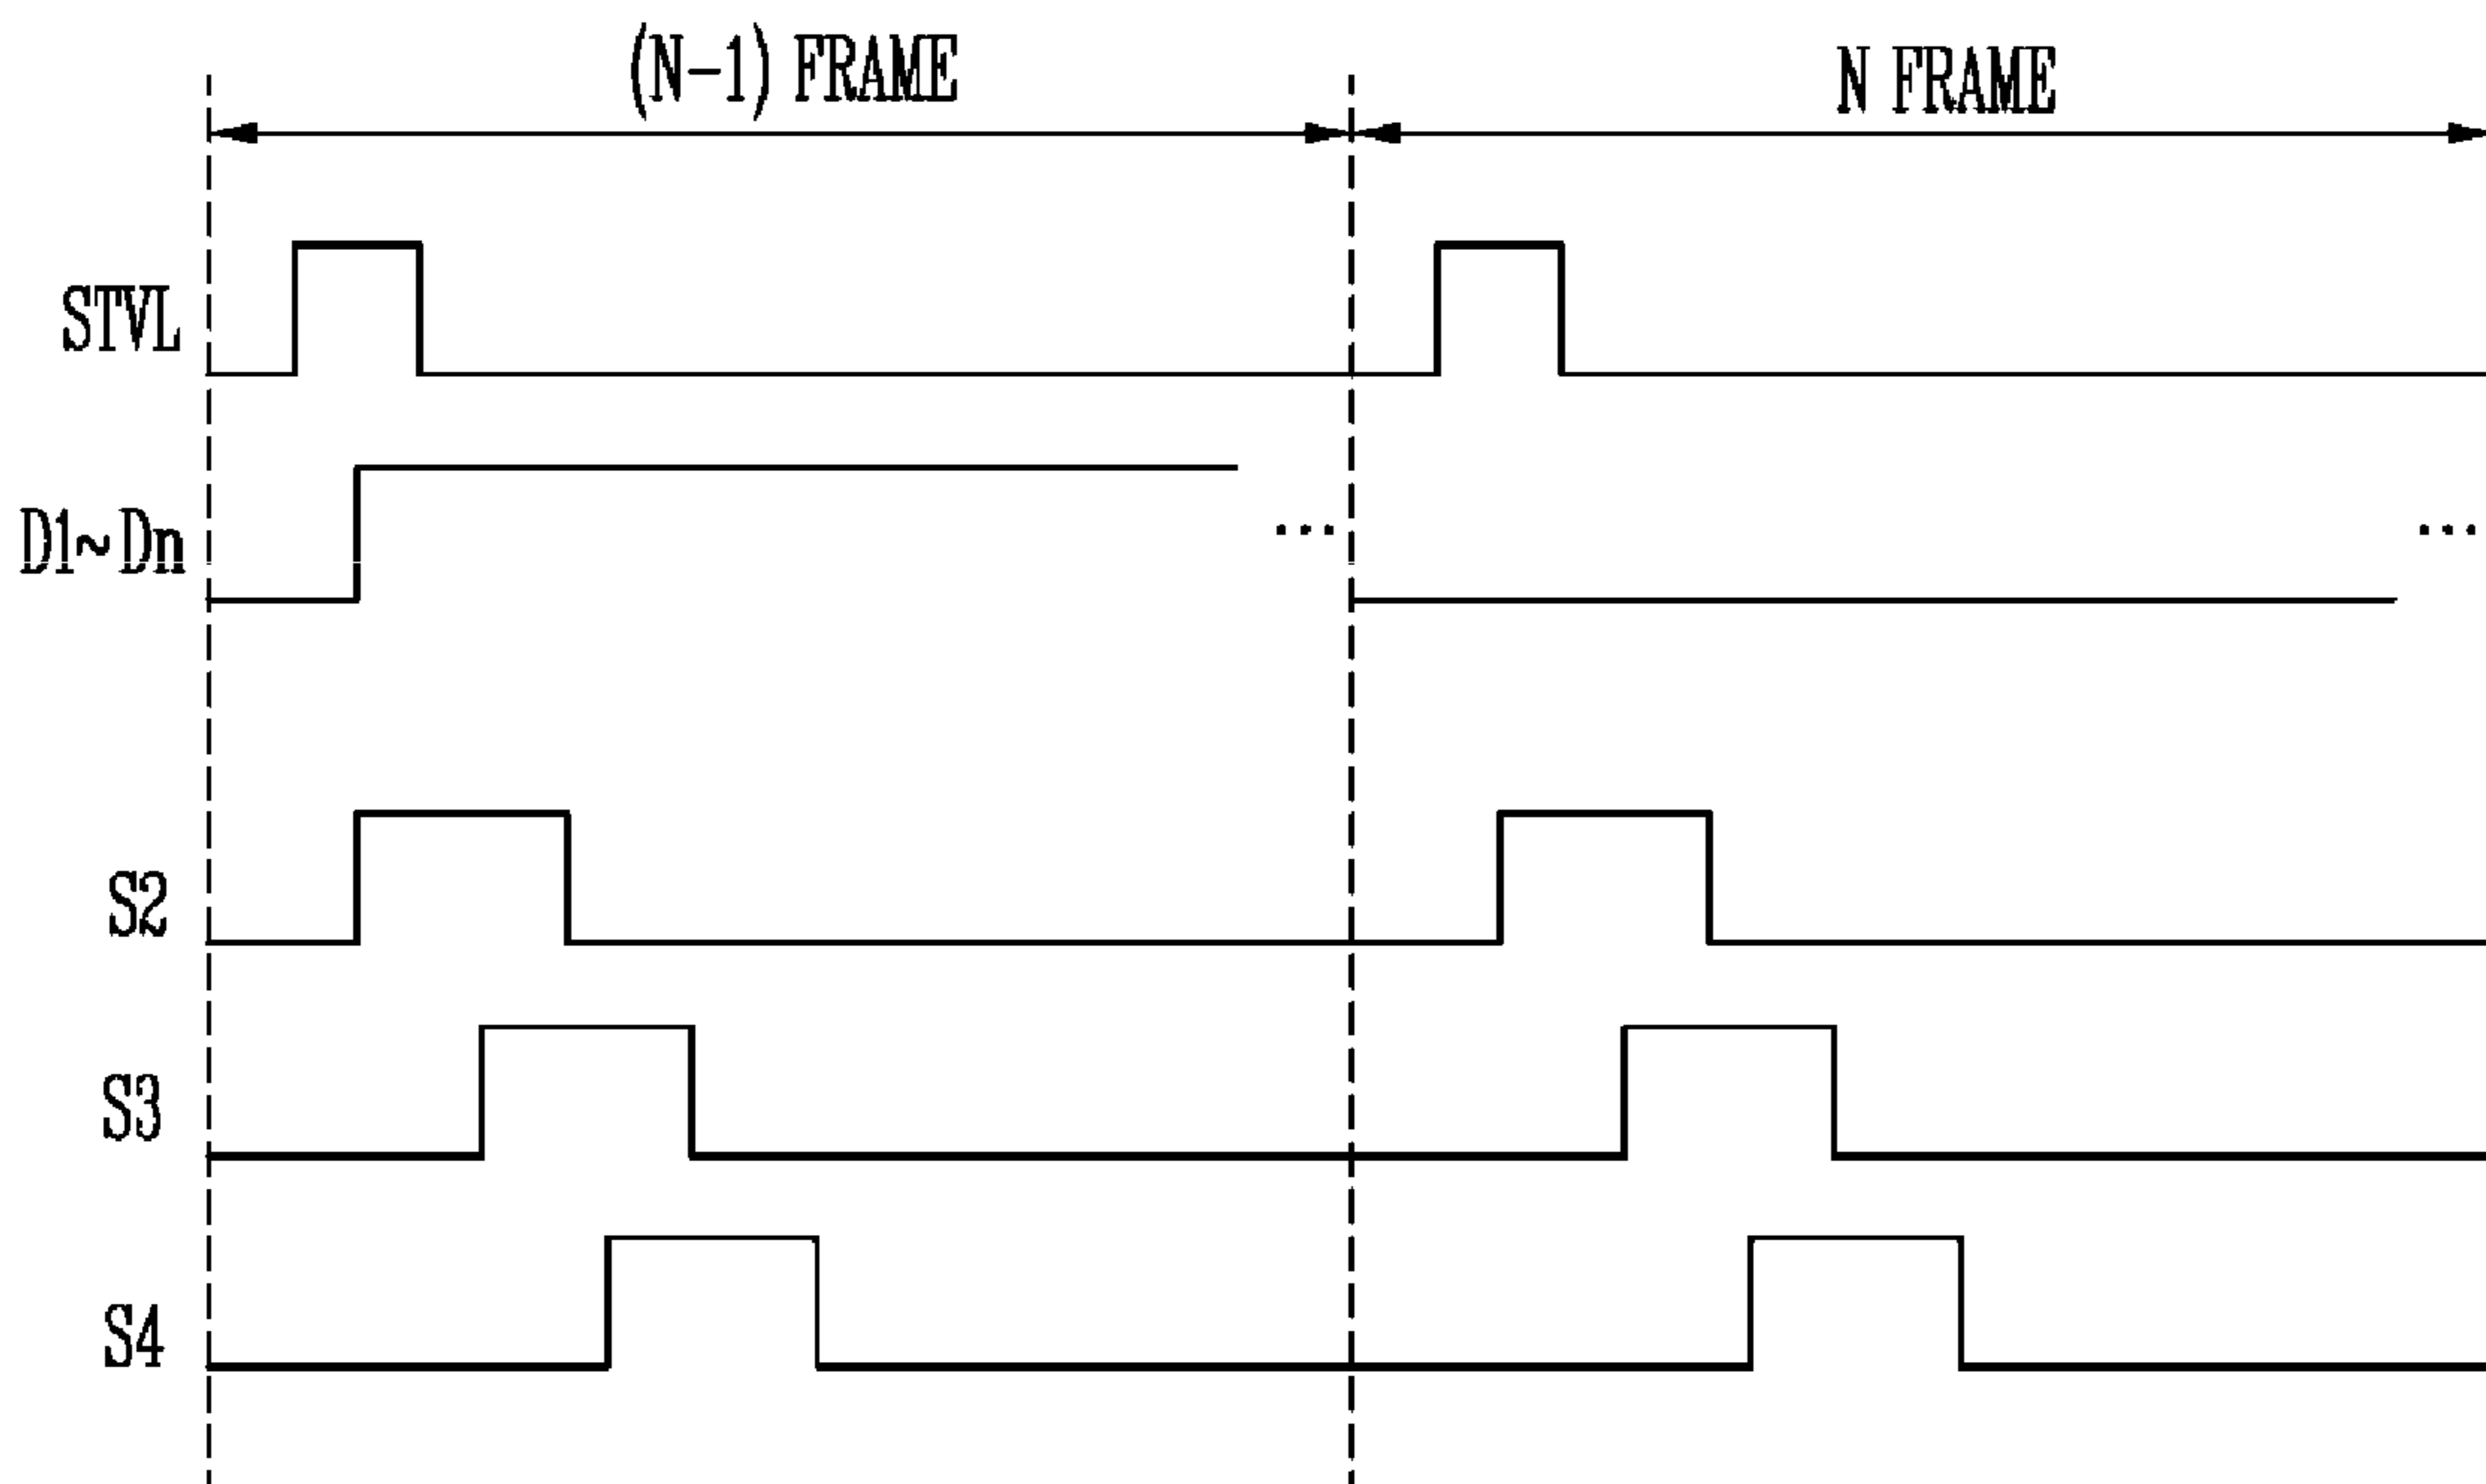 (N-1) FRAME
N FRAME
STVL
D1~Dn
...
...
S2
S3
S4